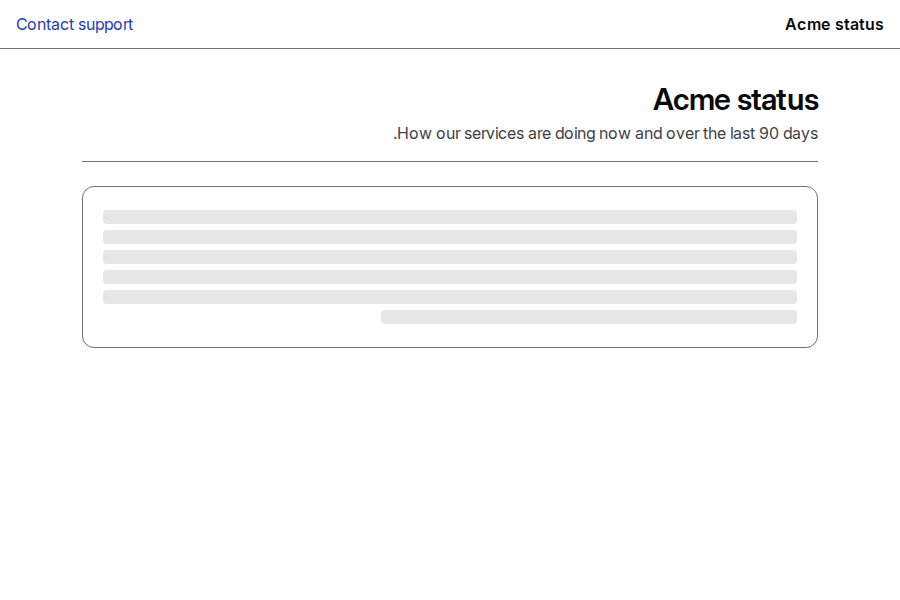 Acme status
Contact support
Acme status
How our services are doing now and over the last 90 days.